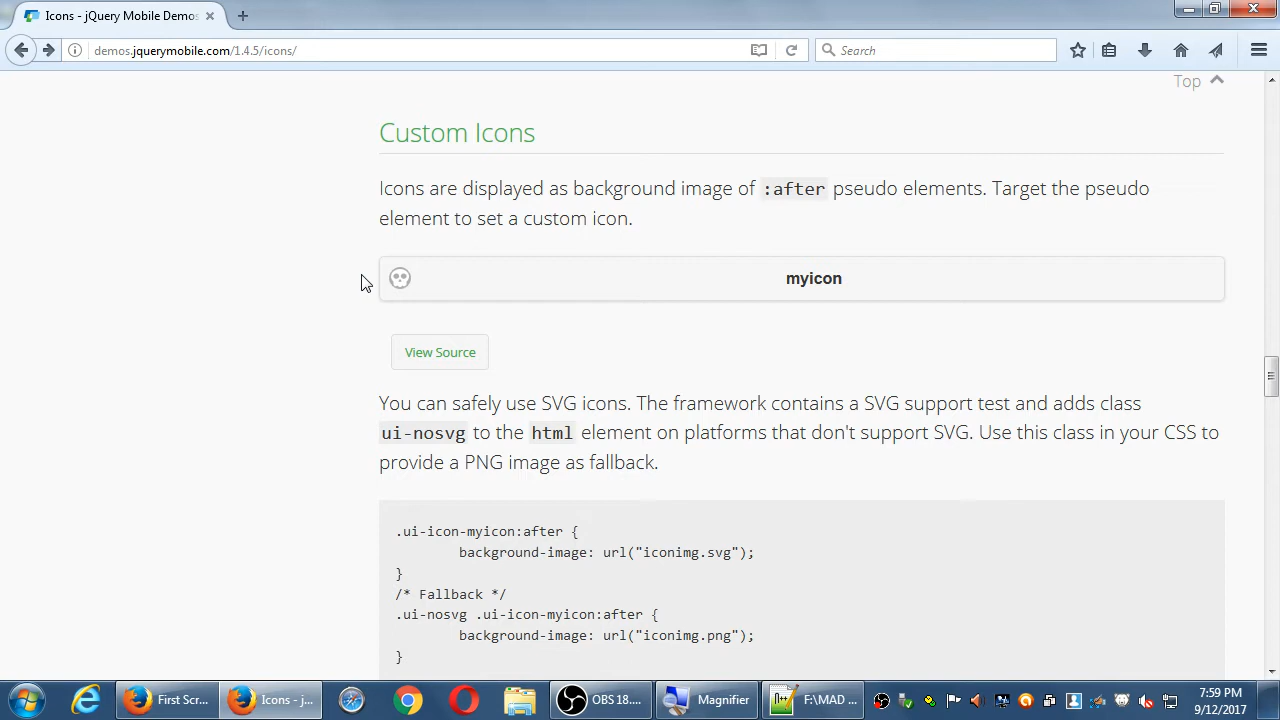 Icons - jQuery Mobile Demos
demos.jquerymobile.com/1.4.5/icons/
Search
Top
Custom Icons
Icons are displayed as background image of :after pseudo elements. Target the pseudo
element to set a custom icon.
myicon
View Source
You can safely use SVG icons. The framework contains a SVG support test and adds class
ui-nosvg to the html element on platforms that don't support SVG. Use this class in your CSS to
provide a PNG image as fallback.
.ui-icon-myicon:after {
background-image: url("iconimg.svg");
}
/* Fallback */
.ui-nosvg .ui-icon-myicon:after {
background-image: url("iconimg.png");
}
First Scr...
Icons - j...
OBS 18....
Magnifier
F:\MAD ...
7:59 PM
9/12/2017